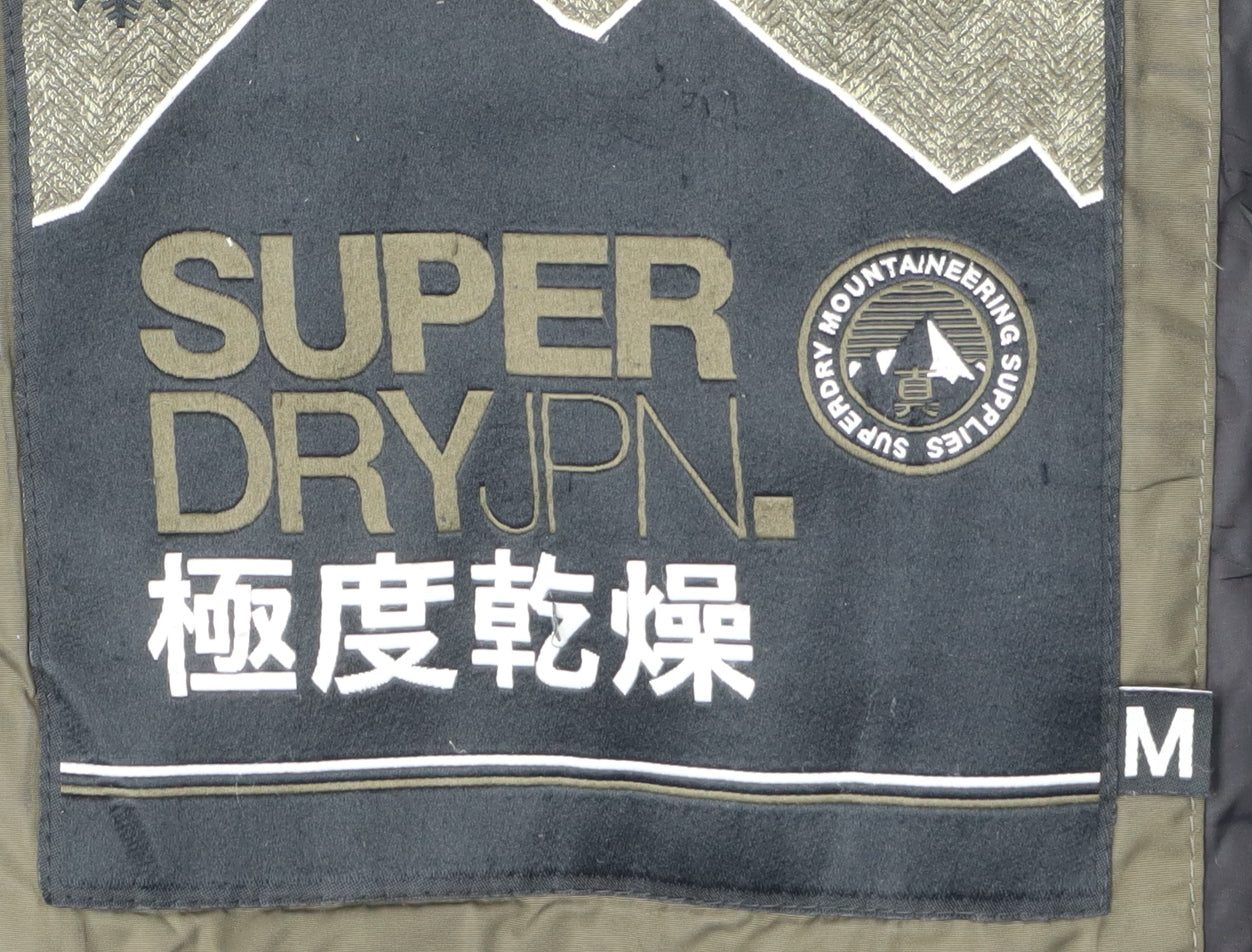 SUPER
DRYJPN.
極度乾燥
SUPERDRY MOUNTAINEERING SUPPLIES
真
M